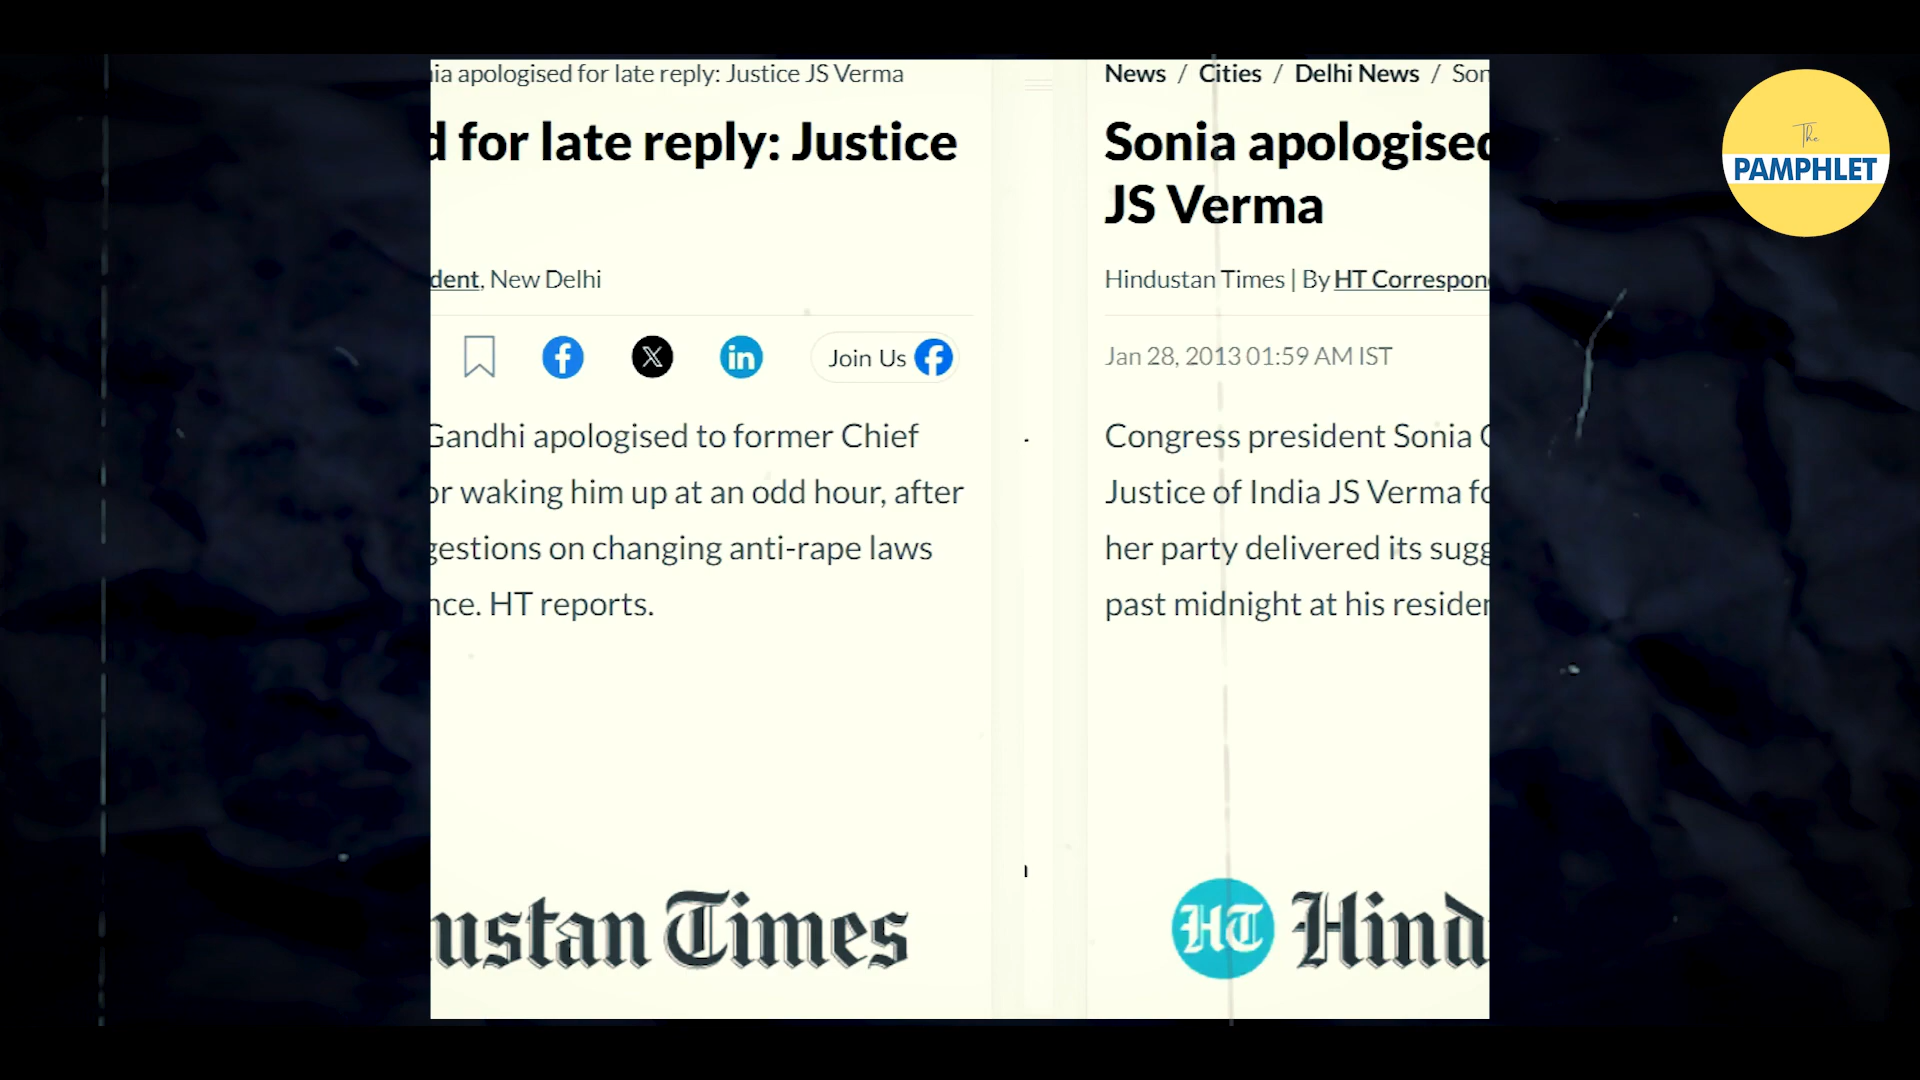 ia apologised for late reply: Justice JS Verma
d for late reply: Justice
dent, New Delhi
Join Us
Gandhi apologised to former Chief
or waking him up at an odd hour, after
gestions on changing anti-rape laws
nce. HT reports.
ustan Times
News / Cities / Delhi News / Son
Sonia apologised
JS Verma
Hindustan Times | By HT Correspon
Jan 28, 2013 01:59 AM IST
Congress president Sonia G
Justice of India JS Verma fo
her party delivered its sugg
past midnight at his residen
HT Hind
The
PAMPHLET